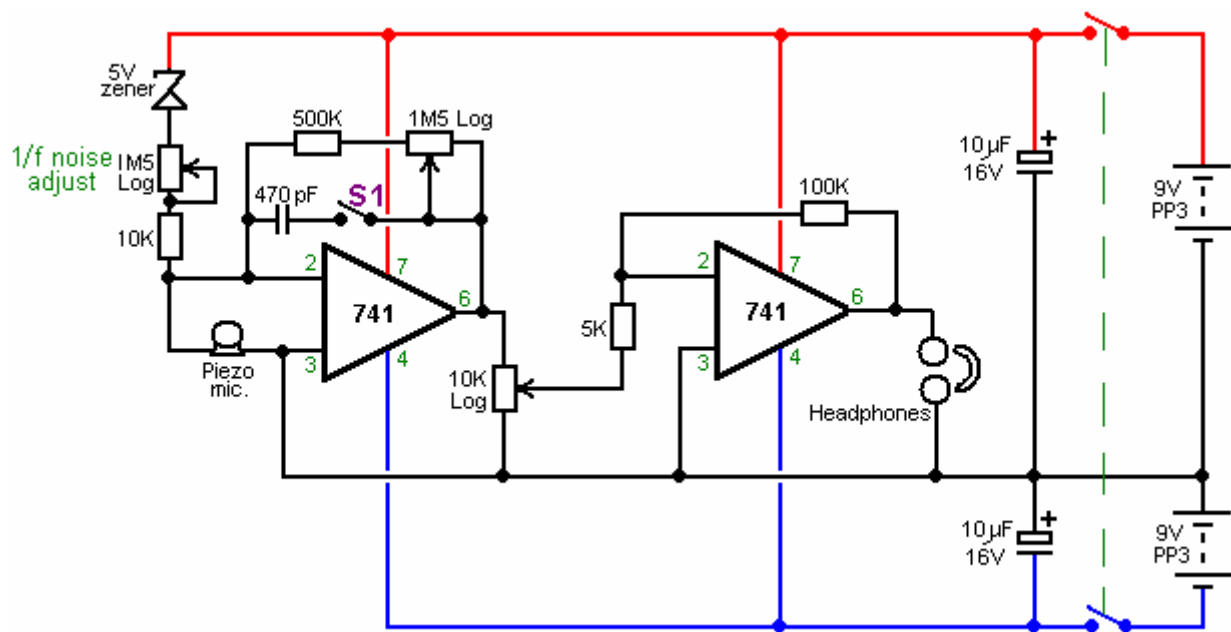 5V
zener
1/f noise
adjust
1M5
Log
10K
500K
1M5 Log
470 pF
S1
2
7
741
6
3
4
Piezo
mic.
10K
Log
100K
5K
2
7
741
6
3
4
Headphones
10µF
16V
+
9V
PP3
10µF
16V
+
9V
PP3